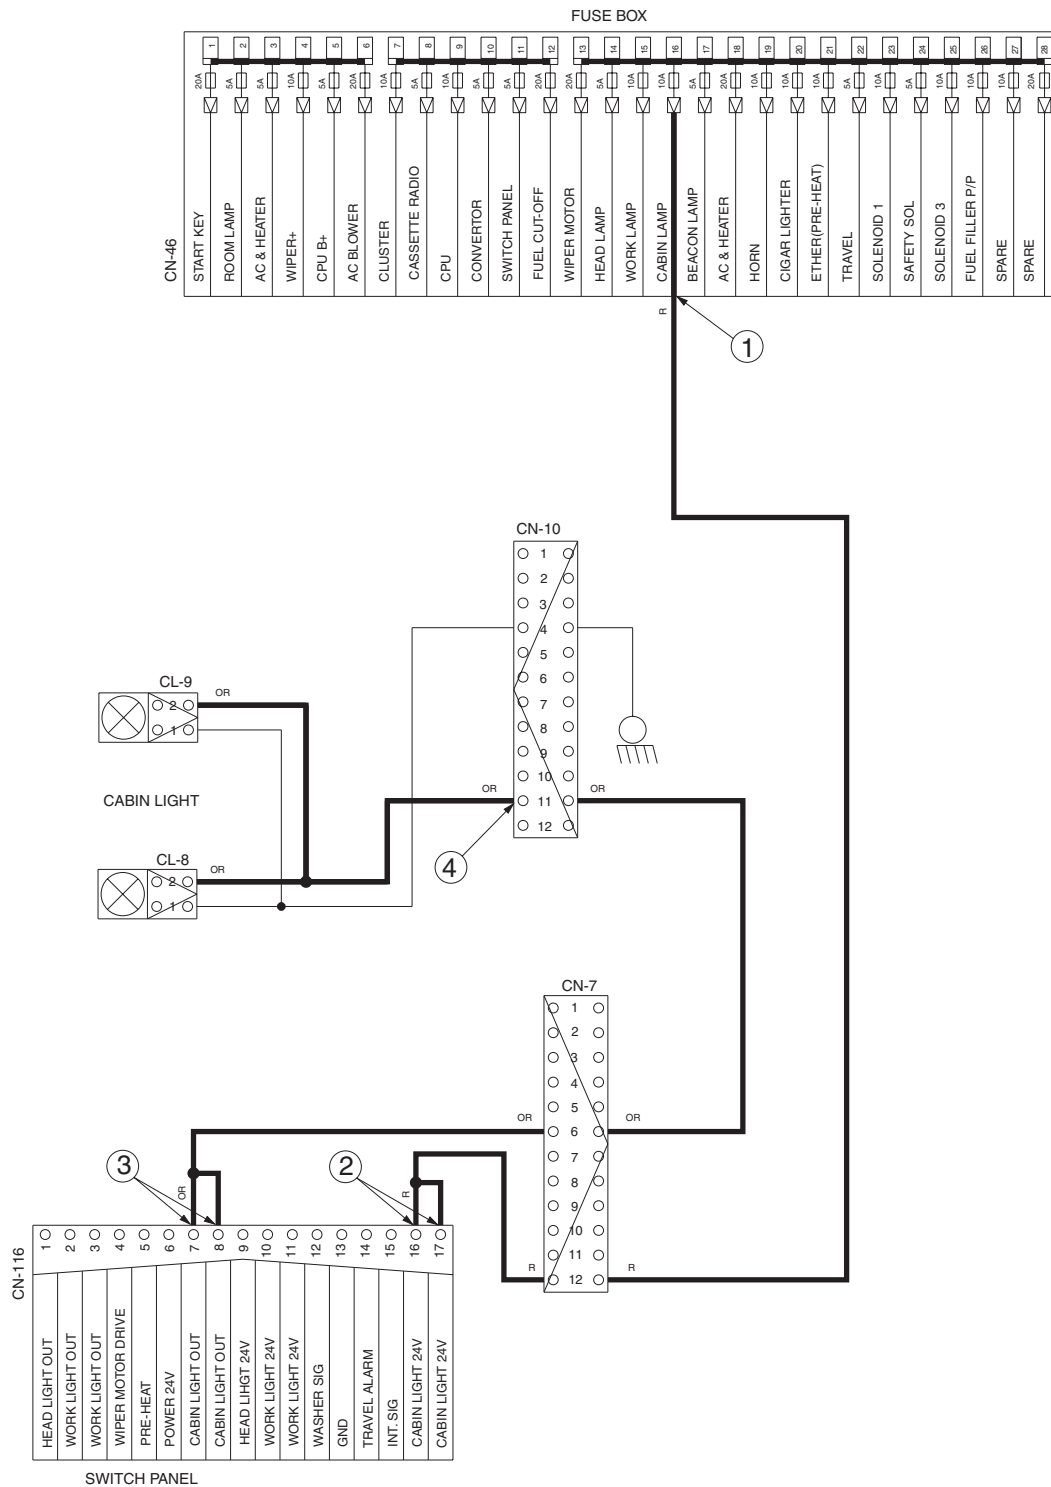 FUSE BOX
1 2 3 4 5 6 7 8 9 10 11 12 13 14 15 16 17 18 19 20 21 22 23 24 25 26 27 28
20A 5A 5A 10A 5A 20A 10A 5A 10A 5A 5A 20A 20A 5A 10A 10A 5A 20A 10A 10A 10A 5A 10A 5A 10A 10A 5A 20A
CN-46
START KEY
ROOM LAMP
AC & HEATER
WIPER+
CPU B+
AC BLOWER
CLUSTER
CASSETTE RADIO
CPU
CONVERTOR
SWITCH PANEL
FUEL CUT-OFF
WIPER MOTOR
HEAD LAMP
WORK LAMP
CABIN LAMP
BEACON LAMP
AC & HEATER
HORN
CIGAR LIGHTER
ETHER(PRE-HEAT)
TRAVEL
SOLENOID 1
SAFETY SOL
SOLENOID 3
FUEL FILLER P/P
SPARE
SPARE
R
1
CN-10
1
2
3
4
5
6
7
8
9
10
11
12
OR
OR
CL-9
2
1
OR
CABIN LIGHT
CL-8
2
1
OR
4
CN-7
1
2
3
4
5
6
7
8
9
10
11
12
OR
OR
R
R
3
2
OR
R
CN-116
1 2 3 4 5 6 7 8 9 10 11 12 13 14 15 16 17
HEAD LIGHT OUT
WORK LIGHT OUT
WORK LIGHT OUT
WIPER MOTOR DRIVE
PRE-HEAT
POWER 24V
CABIN LIGHT OUT
CABIN LIGHT OUT
HEAD LIHGT 24V
WORK LIGHT 24V
WORK LIGHT 24V
WASHER SIG
GND
TRAVEL ALARM
INT. SIG
CABIN LIGHT 24V
CABIN LIGHT 24V
SWITCH PANEL